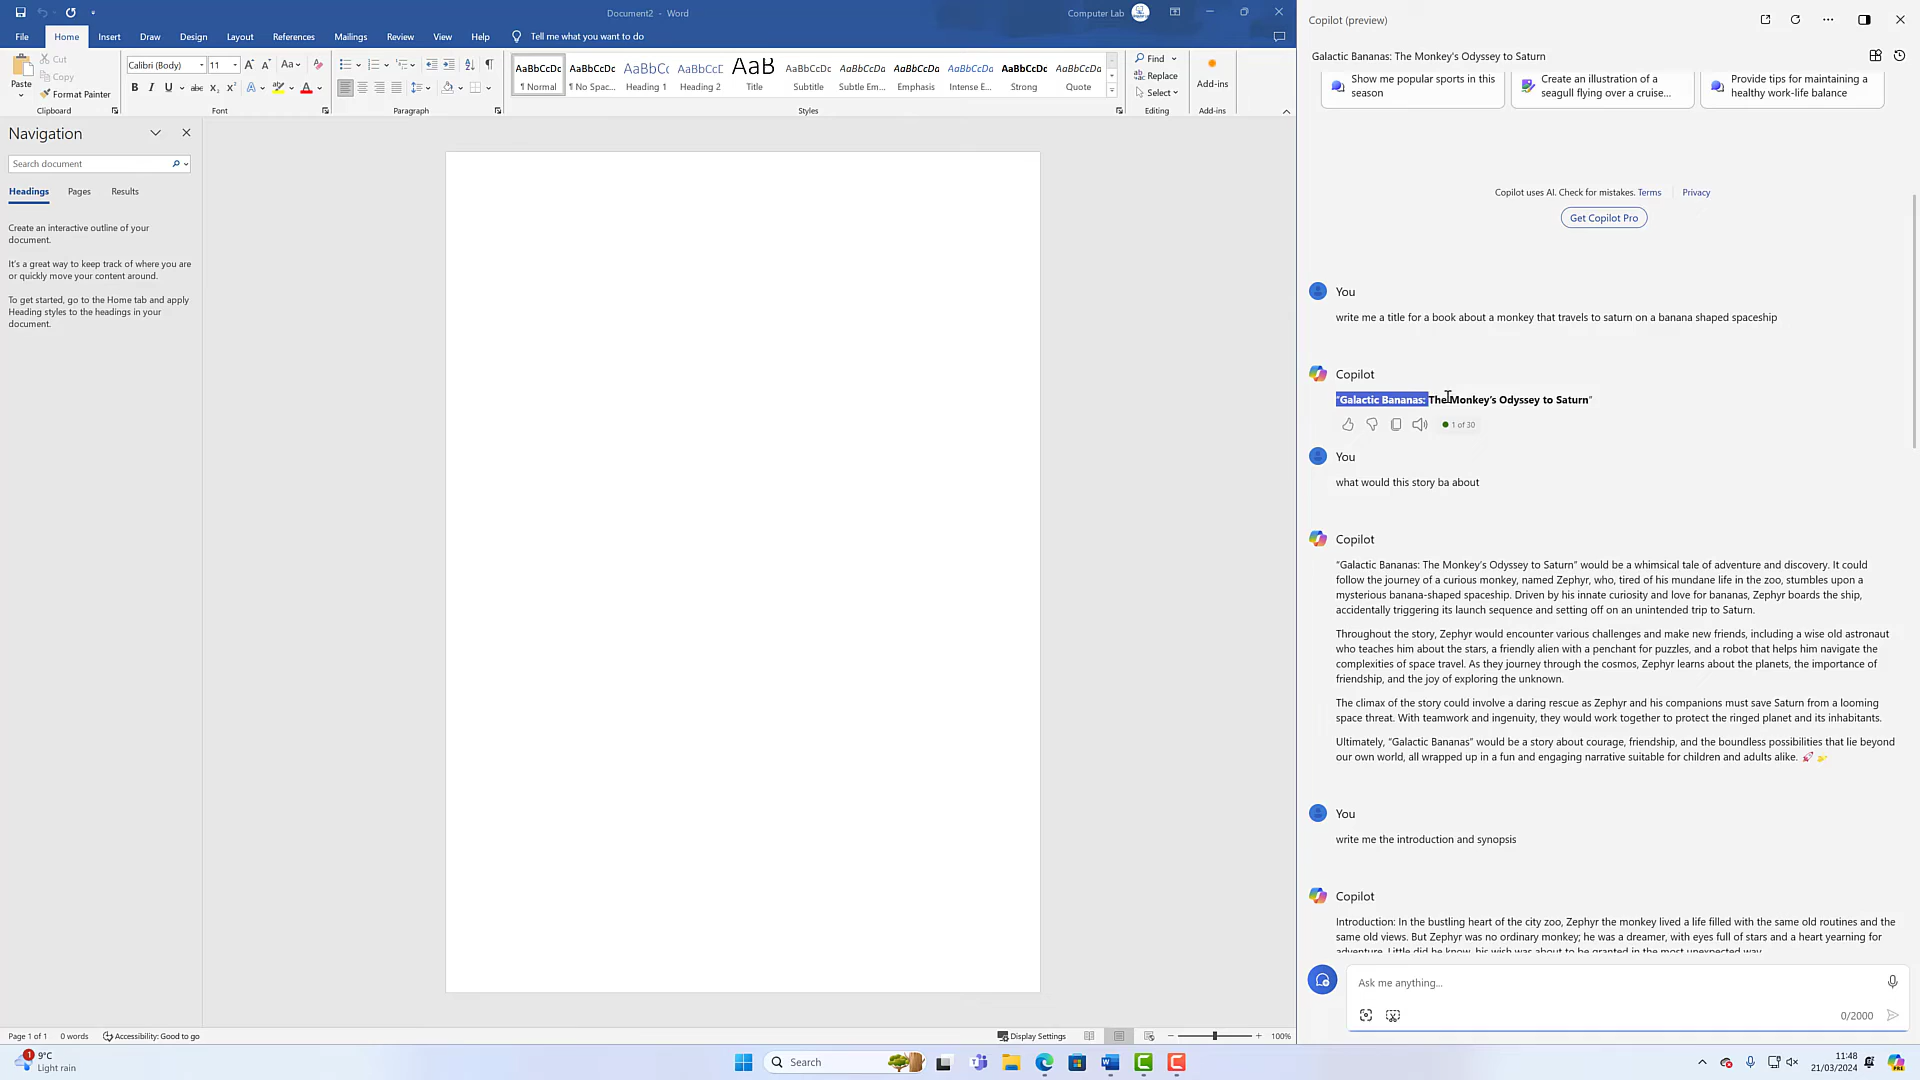 Document2 - Word
Computer Lab
File Home Insert Draw Design Layout References Mailings Review View Help Tell me what you want to do
Paste
Cut
Copy
Format Painter
Clipboard
Calibri (Body) 11
Font
Paragraph
AaBbCcDc AaBbCcDc AaBbCc AaBbCcD AaB AaBbCcDc AaBbCcDc AaBbCcDc AaBbCcDc AaBbCcDc AaBbCcDc
¶ Normal ¶ No Spac... Heading 1 Heading 2 Title Subtitle Subtle Em... Emphasis Intense E... Strong Quote
Styles
Find
Replace
Select
Editing
Add-ins
Add-ins
Navigation
Search document
Headings Pages Results
Create an interactive outline of your
document.
It's a great way to keep track of where you are
or quickly move your content around.
To get started, go to the Home tab and apply
Heading styles to the headings in your
document.
Page 1 of 1 0 words Accessibility: Good to go
Display Settings 100%
Copilot (preview)
Galactic Bananas: The Monkey's Odyssey to Saturn
Show me popular sports in this
season
Create an illustration of a
seagull flying over a cruise...
Provide tips for maintaining a
healthy work-life balance
Copilot uses AI. Check for mistakes. Terms Privacy
Get Copilot Pro
You
write me a title for a book about a monkey that travels to saturn on a banana shaped spaceship
Copilot
“Galactic Bananas: The Monkey’s Odyssey to Saturn”
1 of 30
You
what would this story ba about
Copilot
“Galactic Bananas: The Monkey’s Odyssey to Saturn” would be a whimsical tale of adventure and discovery. It could
follow the journey of a curious monkey, named Zephyr, who, tired of his mundane life in the zoo, stumbles upon a
mysterious banana-shaped spaceship. Driven by his innate curiosity and love for bananas, Zephyr boards the ship,
accidentally triggering its launch sequence and setting off on an unintended trip to Saturn.
Throughout the story, Zephyr would encounter various challenges and make new friends, including a wise old astronaut
who teaches him about the stars, a friendly alien with a penchant for puzzles, and a robot that helps him navigate the
complexities of space travel. As they journey through the cosmos, Zephyr learns about the planets, the importance of
friendship, and the joy of exploring the unknown.
The climax of the story could involve a daring rescue as Zephyr and his companions must save Saturn from a looming
space threat. With teamwork and ingenuity, they would work together to protect the ringed planet and its inhabitants.
Ultimately, “Galactic Bananas” would be a story about courage, friendship, and the boundless possibilities that lie beyond
our own world, all wrapped up in a fun and engaging narrative suitable for children and adults alike. 🚀🍌
You
write me the introduction and synopsis
Copilot
Introduction: In the bustling heart of the city zoo, Zephyr the monkey lived a life filled with the same old routines and the
same old views. But Zephyr was no ordinary monkey; he was a dreamer, with eyes full of stars and a heart yearning for
adventure. Little did he know, his wish was about to be granted in the most unexpected way.
Ask me anything...
0/2000
1
9°C
Light rain
Search
11:48
21/03/2024
PRE